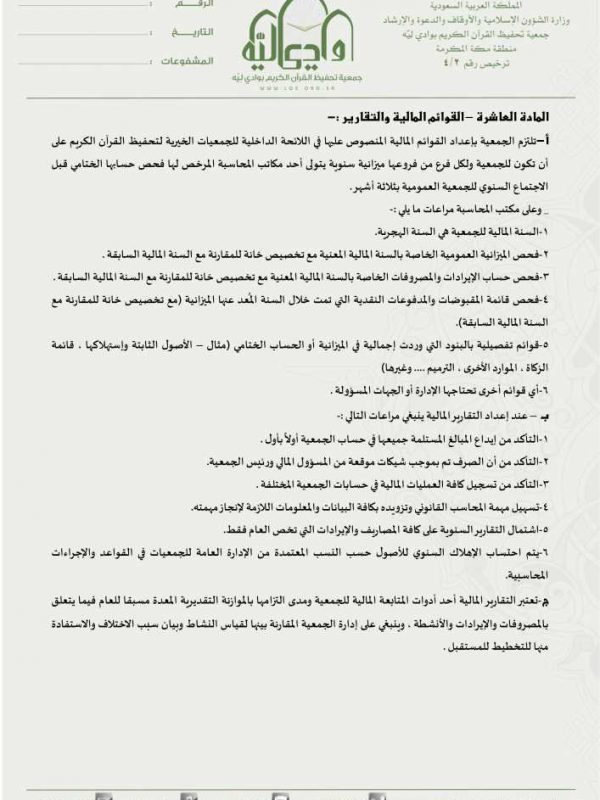 المملكة العربية السعودية
وزارة الشؤون الإسلامية والأوقاف والدعوة والإرشاد
جمعية تحفيظ القرآن الكريم بوادي ليّه
منطقة مكة المكرمة
ترخيص رقم ٤/٢
وادي ليّه
جمعية تحفيظ القرآن الكريم بوادي ليّه
WWW.LQE.ORG.SA
الرقم :
التاريخ :
المشفوعات :
المادة العاشرة – القوائم المالية والتقارير :-
أ–تلتزم الجمعية بإعداد القوائم المالية المنصوص عليها في اللائحة الداخلية للجمعيات الخيرية لتحفيظ القرآن الكريم على
أن تكون للجمعية ولكل فرع من فروعها ميزانية سنوية يتولى أحد مكاتب المحاسبة المرخص لها فحص حسابها الختامي قبل
الاجتماع السنوي للجمعية العمومية بثلاثة أشهر .
_ وعلى مكتب المحاسبة مراعات ما يلي :-
١-السنة المالية للجمعية هي السنة الهجرية.
٢-فحص الميزانية العمومية الخاصة بالسنة المالية المعنية مع تخصيص خانة للمقارنة مع السنة المالية السابقة .
٣-فحص حساب الإيرادات والمصروفات الخاصة بالسنة المالية المعنية مع تخصيص خانة للمقارنة مع السنة المالية السابقة .
٤-فحص قائمة المقبوضات والمدفوعات النقدية التي تمت خلال السنة المُعد عنها الميزانية (مع تخصيص خانة للمقارنة مع
السنة المالية السابقة).
٥-قوائم تفصيلية بالبنود التي وردت إجمالية في الميزانية أو الحساب الختامي (مثال – الأصول الثابتة وإستهلاكها ، قائمة
الزكاة ، الموارد الأخرى ، الترميم .... وغيرها)
٦-أي قوائم أخرى تحتاجها الإدارة أو الجهات المسؤولة .
ب – عند إعداد التقارير المالية ينبغي مراعات التالي :-
١-التأكد من إيداع المبالغ المستلمة جميعها في حساب الجمعية أولاً بأول .
٢-التأكد من أن الصرف تم بموجب شيكات موقعة من المسؤول المالي ورئيس الجمعية.
٣-التأكد من تسجيل كافة العمليات المالية في حسابات الجمعية المختلفة .
٤-تسهيل مهمة المحاسب القانوني وتزويده بكافة البيانات والمعلومات اللازمة لإنجاز مهمته.
٥-اشتمال التقارير السنوية على كافة المصاريف والإيرادات التي تخص العام فقط.
٦-يتم احتساب الإهلاك السنوي للأصول حسب النسب المعتمدة من الإدارة العامة للجمعيات في القواعد والإجراءات
المحاسبية.
ج-تعتبر التقارير المالية أحد أدوات المتابعة المالية للجمعية ومدى التزامها بالموازنة التقديرية المعدة مسبقا للعام فيما يتعلق
بالمصروفات والإيرادات والأنشطة ، وينبغي على إدارة الجمعية المقارنة بينها لقياس النشاط وبيان سبب الاختلاف والاستفادة
منها للتخطيط للمستقبل .